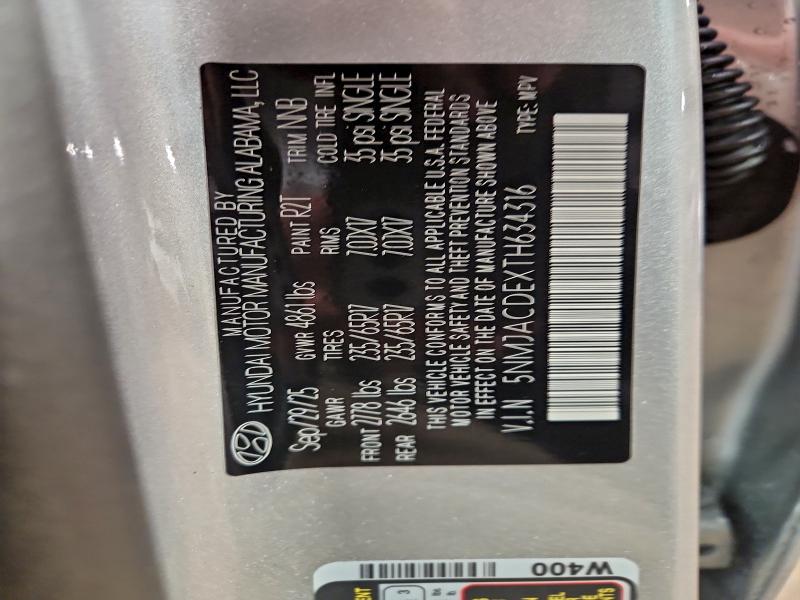 MANUFACTURED BY
HYUNDAI MOTOR MANUFACTURING ALABAMA, LLC
Sep/29/25 GVWR 4861 lbs PAINT R2T TRIM NNB
GAWR TIRES RIMS COLD TIRE INFL
FRONT 2778 lbs 235/65R17 7.0JX17 35 psi SINGLE
REAR 2646 lbs 235/65R17 7.0JX17 35 psi SINGLE
THIS VEHICLE CONFORMS TO ALL APPLICABLE U.S.A. FEDERAL
MOTOR VEHICLE SAFETY AND THEFT PREVENTION STANDARDS
IN EFFECT ON THE DATE OF MANUFACTURE SHOWN ABOVE
V.I.N 5NMJACDEXTH634316 TYPE: MPV
W400
3